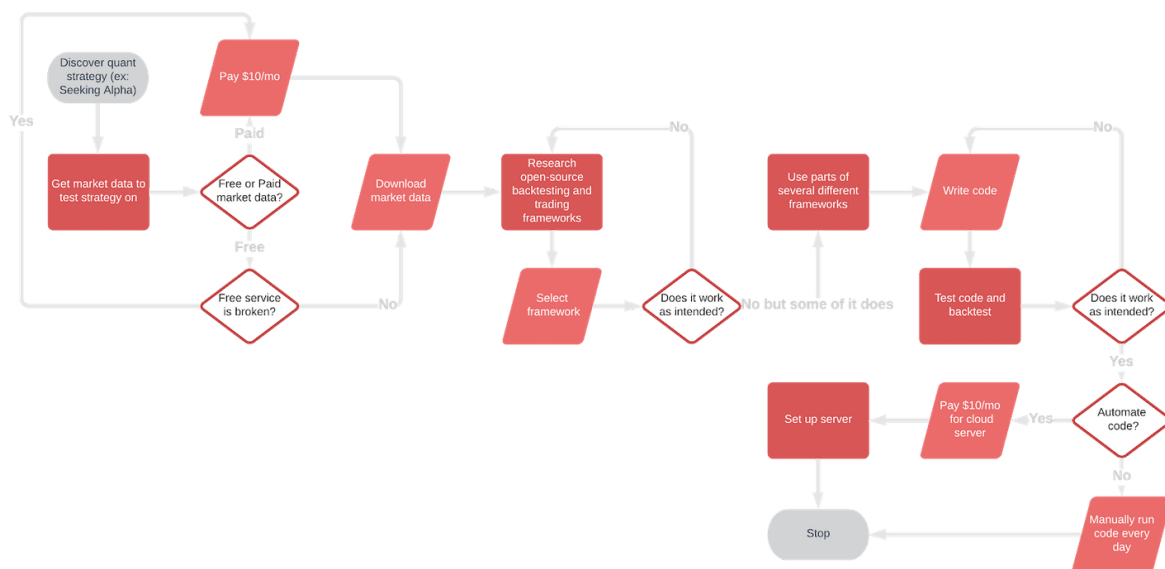 Discover quant
strategy (ex:
Seeking Alpha)
Pay $10/mo
Yes
Paid
Get market data to
test strategy on
Free or Paid
market data?
Free
Free service
is broken?
No
Download
market data
Research
open-source
backtesting and
trading
frameworks
No
Select
framework
Does it work
as intended?
No but some of it does
Use parts of
several different
frameworks
Write code
No
Test code and
backtest
Does it work
as intended?
Yes
Automate
code?
Yes
Pay $10/mo
for cloud
server
Set up server
No
Manually run
code every
day
Stop